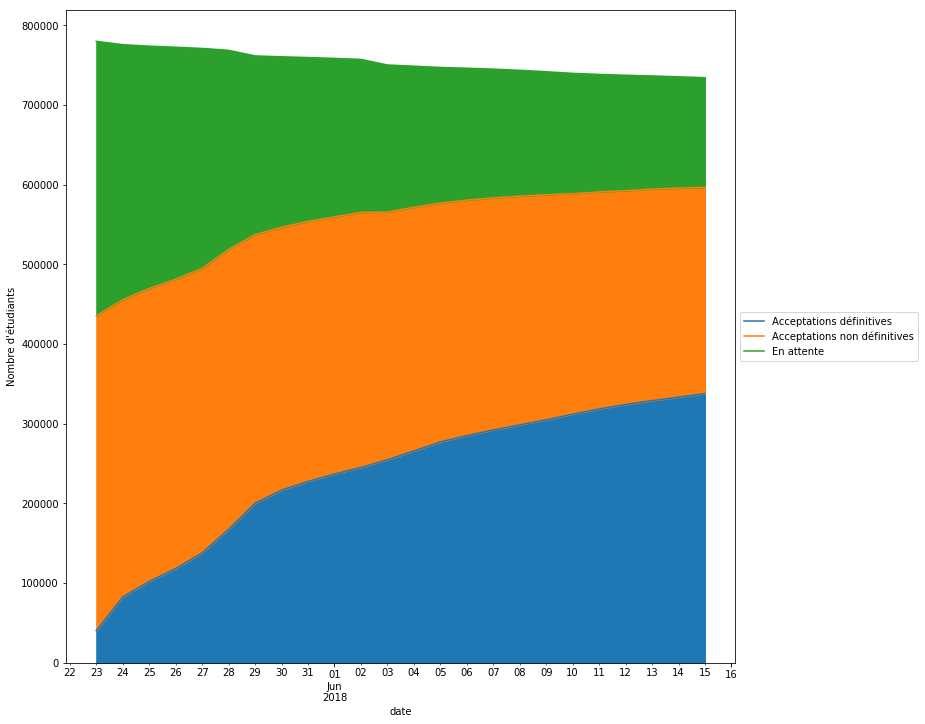 800000
700000
600000
500000
400000
300000
200000
100000
0
Nombre d'étudiants
22 23 24 25 26 27 28 29 30 31 01 02 03 04 05 06 07 08 09 10 11 12 13 14 15 16
Jun
2018
date
Acceptations définitives
Acceptations non définitives
En attente